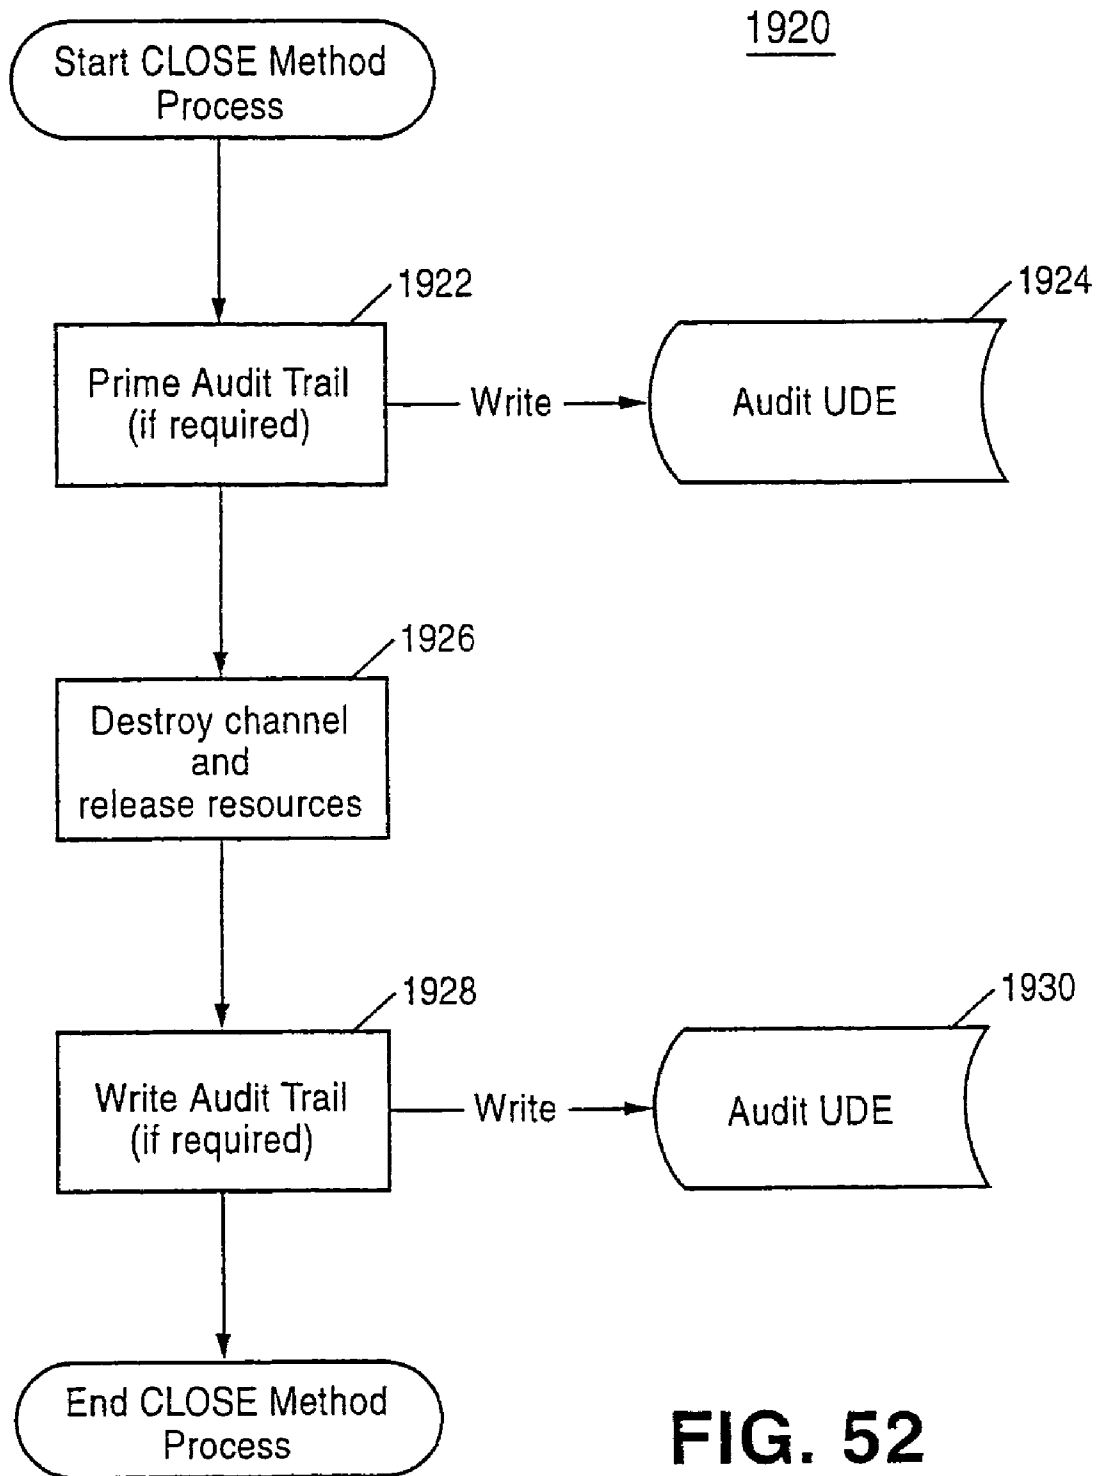 1920
Start CLOSE Method
Process
1922
1924
Prime Audit Trail
(if required)
Write
Audit UDE
1926
Destroy channel
and
release resources
1928
1930
Write Audit Trail
(if required)
Write
Audit UDE
End CLOSE Method
Process
FIG. 52